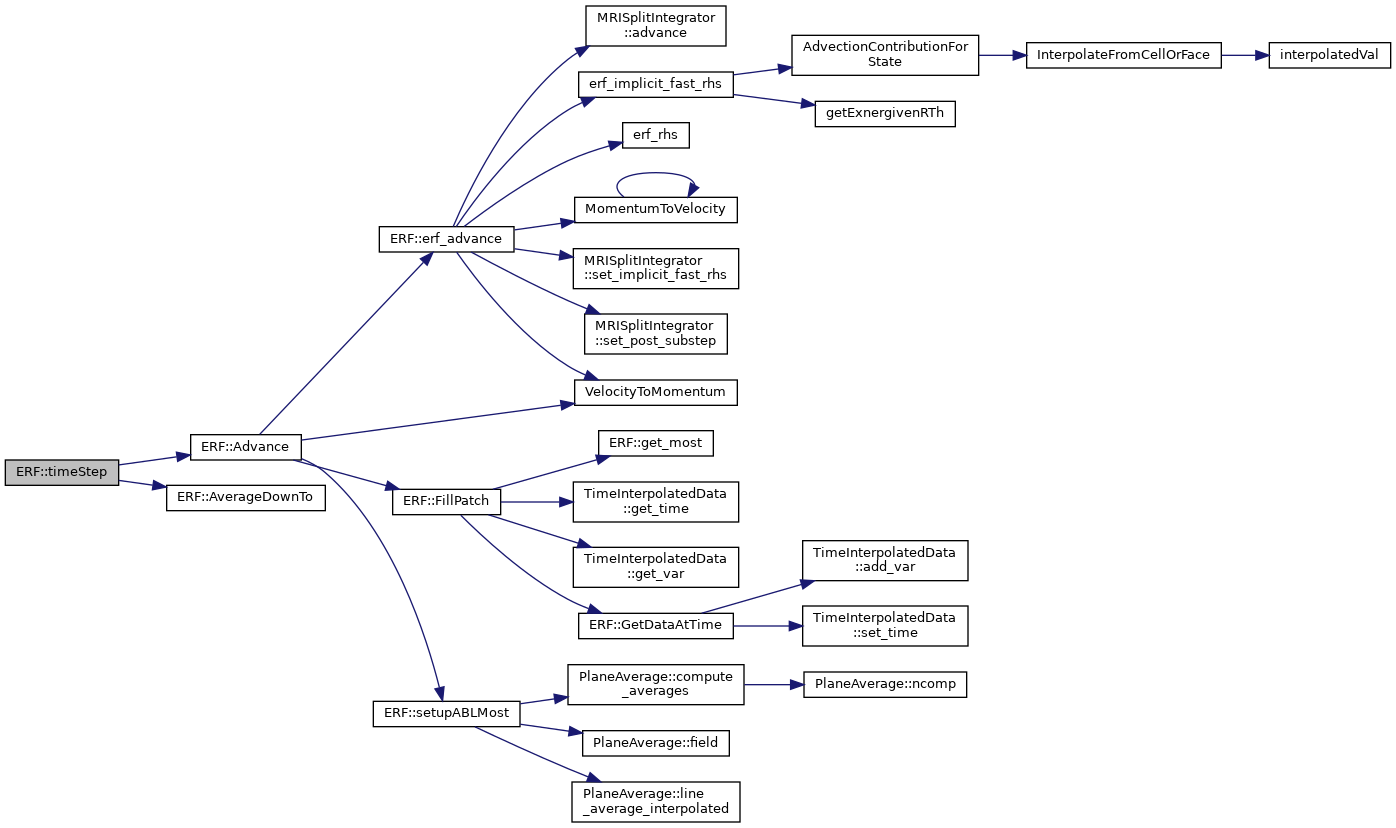 MRISplitIntegrator
::advance
AdvectionContributionFor
State
InterpolateFromCellOrFace
interpolatedVal
erf_implicit_fast_rhs
getExnergivenRTh
erf_rhs
MomentumToVelocity
ERF::erf_advance
MRISplitIntegrator
::set_implicit_fast_rhs
MRISplitIntegrator
::set_post_substep
VelocityToMomentum
ERF::Advance
ERF::get_most
ERF::timeStep
ERF::AverageDownTo
ERF::FillPatch
TimeInterpolatedData
::get_time
TimeInterpolatedData
::get_var
TimeInterpolatedData
::add_var
ERF::GetDataAtTime
TimeInterpolatedData
::set_time
PlaneAverage::compute
_averages
PlaneAverage::ncomp
ERF::setupABLMost
PlaneAverage::field
PlaneAverage::line
_average_interpolated